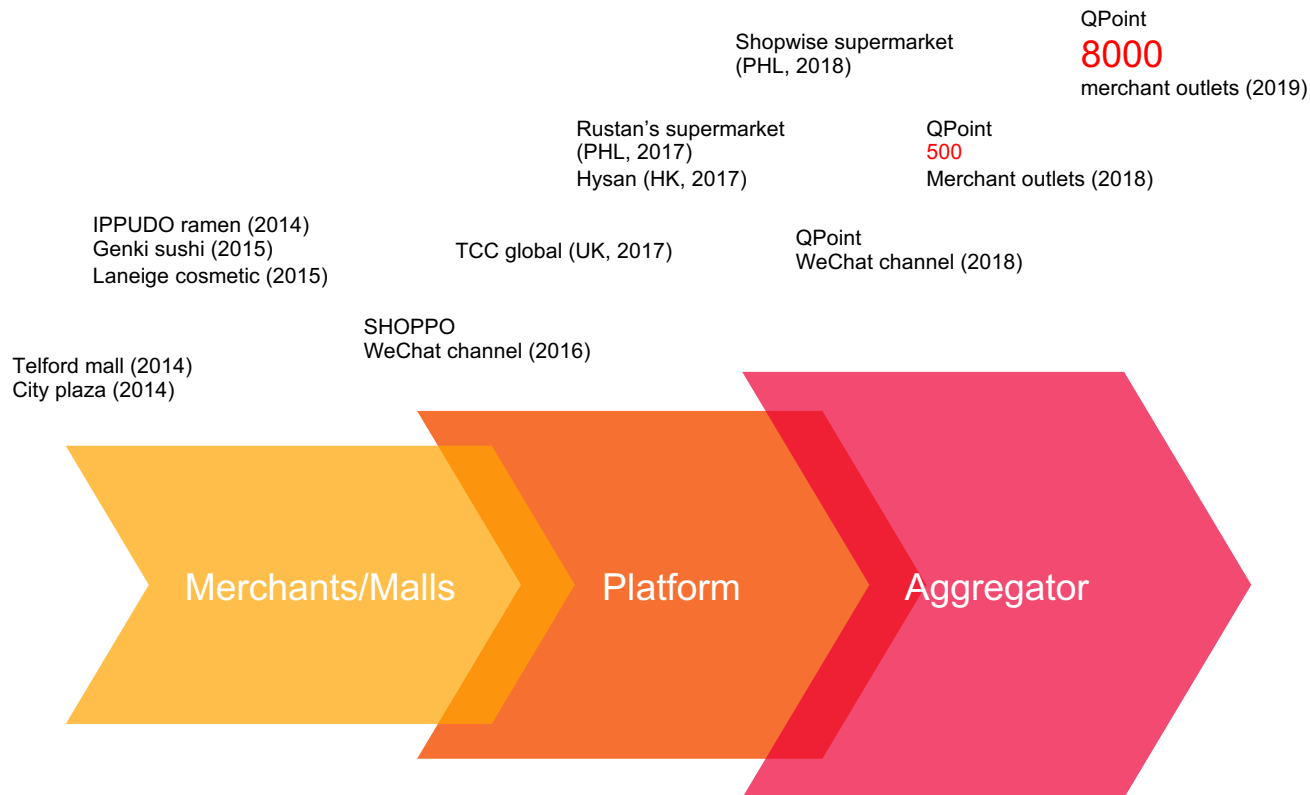 QPoint
8000
merchant outlets (2019)
Shopwise supermarket
(PHL, 2018)
Rustan's supermarket
(PHL, 2017)
Hysan (HK, 2017)
QPoint
500
Merchant outlets (2018)
IPPUDO ramen (2014)
Genki sushi (2015)
Laneige cosmetic (2015)
TCC global (UK, 2017)
QPoint
WeChat channel (2018)
SHOPPO
WeChat channel (2016)
Telford mall (2014)
City plaza (2014)
Merchants/Malls
Platform
Aggregator